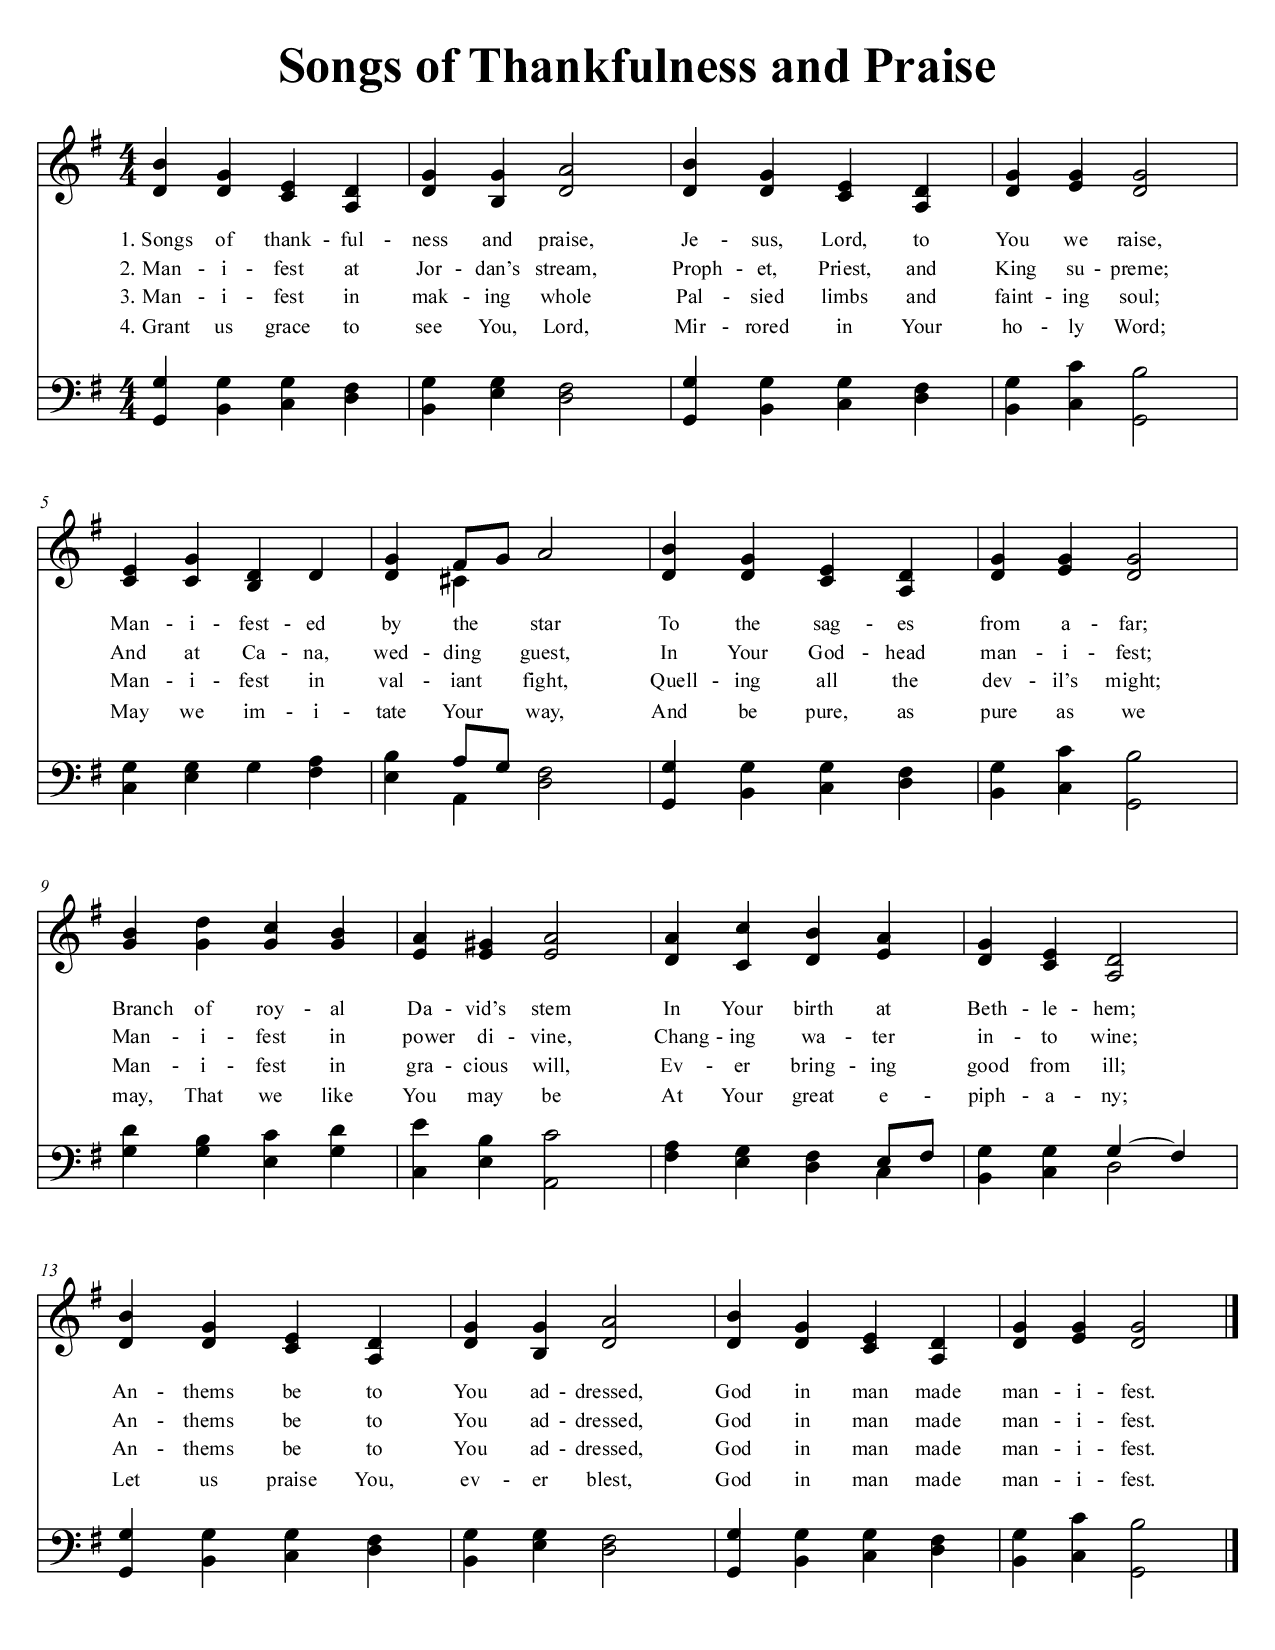 Songs of Thankfulness and Praise
4 4
1. Songs of thank - ful - ness and praise, Je - sus, Lord, to You we raise,
2. Man - i - fest at Jor - dan's stream, Proph - et, Priest, and King su - preme;
3. Man - i - fest in mak - ing whole Pal - sied limbs and faint - ing soul;
4. Grant us grace to see You, Lord, Mir - rored in Your ho - ly Word;
4 4
5
Man - i - fest - ed by the star To the sag - es from a - far;
And at Ca - na, wed - ding guest, In Your God - head man - i - fest;
Man - i - fest in val - iant fight, Quell - ing all the dev - il's might;
May we im - i - tate Your way, And be pure, as pure as we
9
Branch of roy - al Da - vid's stem In Your birth at Beth - le - hem;
Man - i - fest in power di - vine, Chang - ing wa - ter in - to wine;
Man - i - fest in gra - cious will, Ev - er bring - ing good from ill;
may, That we like You may be At Your great e - piph - a - ny;
13
An - thems be to You ad - dressed, God in man made man - i - fest.
An - thems be to You ad - dressed, God in man made man - i - fest.
An - thems be to You ad - dressed, God in man made man - i - fest.
Let us praise You, ev - er blest, God in man made man - i - fest.